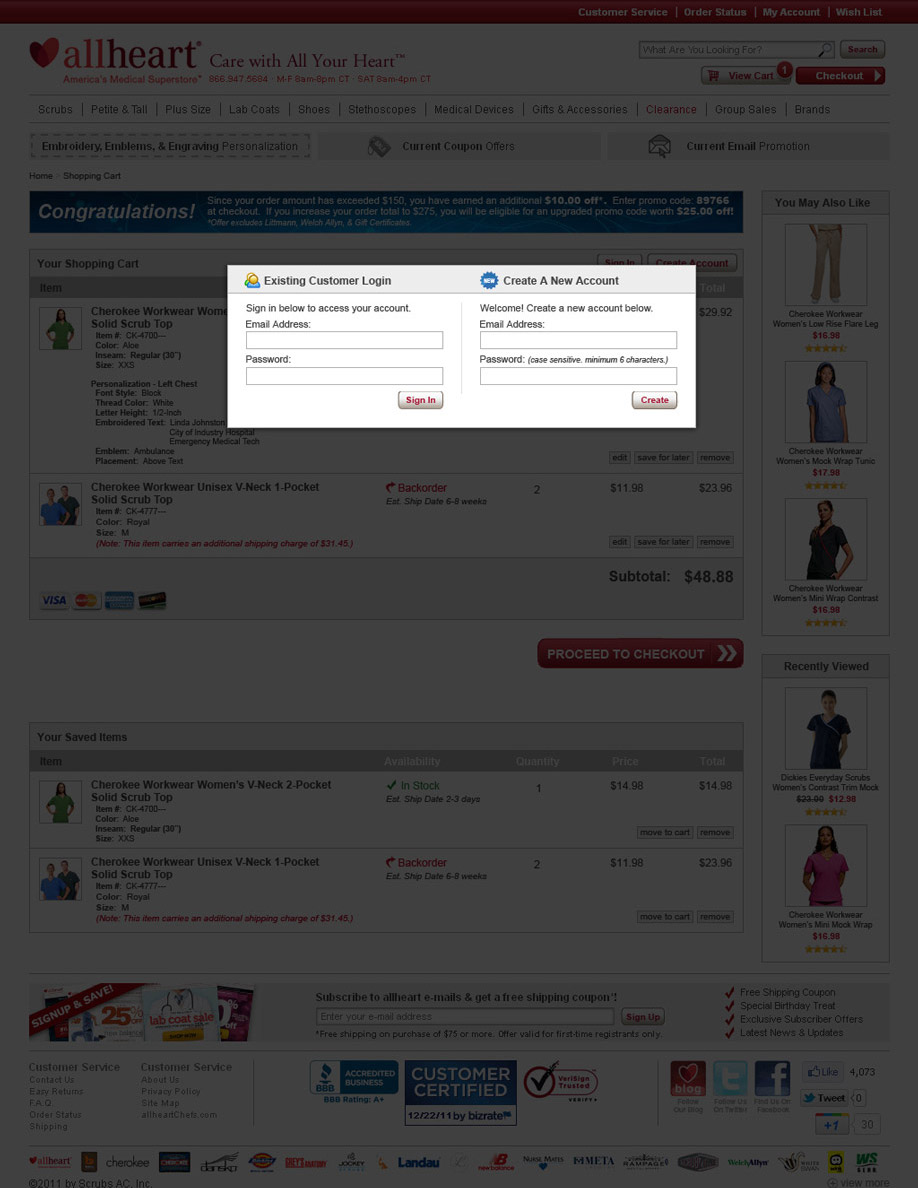 Customer Service | Order Status | My Account | Wish List
allheart® Care with All Your Heart™
America's Medical Superstore® 866.947.5684 · M-F 8am-8pm CT · SAT 9am-4pm CT
What Are You Looking For?
Search
View Cart 1
Checkout
Scrubs | Petite & Tall | Plus Size | Lab Coats | Shoes | Stethoscopes | Medical Devices | Gifts & Accessories | Clearance | Group Sales | Brands
Embroidery, Emblems, & Engraving Personalization
Current Coupon Offers
Current Email Promotion
Home > Shopping Cart
Congratulations!
Since your order amount has exceeded $150, you have earned an additional $10.00 off*. Enter promo code: 89766
at checkout. If you increase your order total to $275, you will be eligible for an upgraded promo code worth $25.00 off!
*Offer excludes Littmann, Welch Allyn, & Gift Certificates.
Your Shopping Cart
Sign In
Create Account
Item
Total
Existing Customer Login
Sign in below to access your account.
Email Address:
Password:
Sign In
NEW
Create A New Account
Welcome! Create a new account below.
Email Address:
Password: (case sensitive. minimum 6 characters.)
Create
Cherokee Workwear Wome
Solid Scrub Top
Item #: CK-4700---
Color: Aloe
Inseam: Regular (30")
Size: XXS
$29.92
Personalization - Left Chest
Font Style: Block
Thread Color: White
Letter Height: 1/2-inch
Embroidered Text: Linda Johnston
City of Industry Hospital
Emergency Medical Tech
Emblem: Ambulance
Placement: Above Text
edit
save for later
remove
Cherokee Workwear Unisex V-Neck 1-Pocket
Solid Scrub Top
Item #: CK-4777---
Color: Royal
Size: M
(Note: This item carries an additional shipping charge of $31.45.)
Backorder
Est. Ship Date 6-8 weeks
2
$11.98
$23.96
edit
save for later
remove
Subtotal: $48.88
VISA
PROCEED TO CHECKOUT
You May Also Like
Cherokee Workwear
Women's Low Rise Flare Leg
$16.98
Cherokee Workwear
Women's Mock Wrap Tunic
$17.98
Cherokee Workwear
Women's Mini Wrap Contrast
$16.98
Recently Viewed
Dickies Everyday Scrubs
Women's Contrast Trim Mock
$23.00 $12.98
Cherokee Workwear
Women's Mini Mock Wrap
$16.98
Your Saved Items
Item
Availability
Quantity
Price
Total
Cherokee Workwear Women's V-Neck 2-Pocket
Solid Scrub Top
Item #: CK-4700---
Color: Aloe
Inseam: Regular (30")
Size: XXS
In Stock
Est. Ship Date 2-3 days
1
$14.98
$14.98
move to cart
remove
Cherokee Workwear Unisex V-Neck 1-Pocket
Solid Scrub Top
Item #: CK-4777---
Color: Royal
Size: M
(Note: This item carries an additional shipping charge of $31.45.)
Backorder
Est. Ship Date 6-8 weeks
2
$11.98
$23.96
move to cart
remove
SIGNUP & SAVE!
25%
lab coat sale
Subscribe to allheart e-mails & get a free shipping coupon*!
Enter your e-mail address
Sign Up
*Free shipping on purchase of $75 or more. Offer valid for first-time registrants only.
Free Shipping Coupon
Special Birthday Treat
Exclusive Subscriber Offers
Latest News & Updates
Customer Service
Contact Us
Easy Returns
F.A.Q.
Order Status
Shipping
Customer Service
About Us
Privacy Policy
Site Map
allheartChefs.com
BBB
ACCREDITED
BUSINESS
BBB Rating: A+
CUSTOMER
CERTIFIED
12/22/11 by bizrate
VeriSign
Trusted
VERIFY
blog
Follow
Our Blog
Follow Us
On Twitter
Find Us On
Facebook
Like 4,073
Tweet 0
+1 30
allheart
cherokee
dansko
Dickies
GREY'S ANATOMY
JOCKEY
Landau
new balance
NURSE MATES
META
RAMPAGE
WelchAllyn
WS
©2011 by Scrubs AC, Inc.
view more